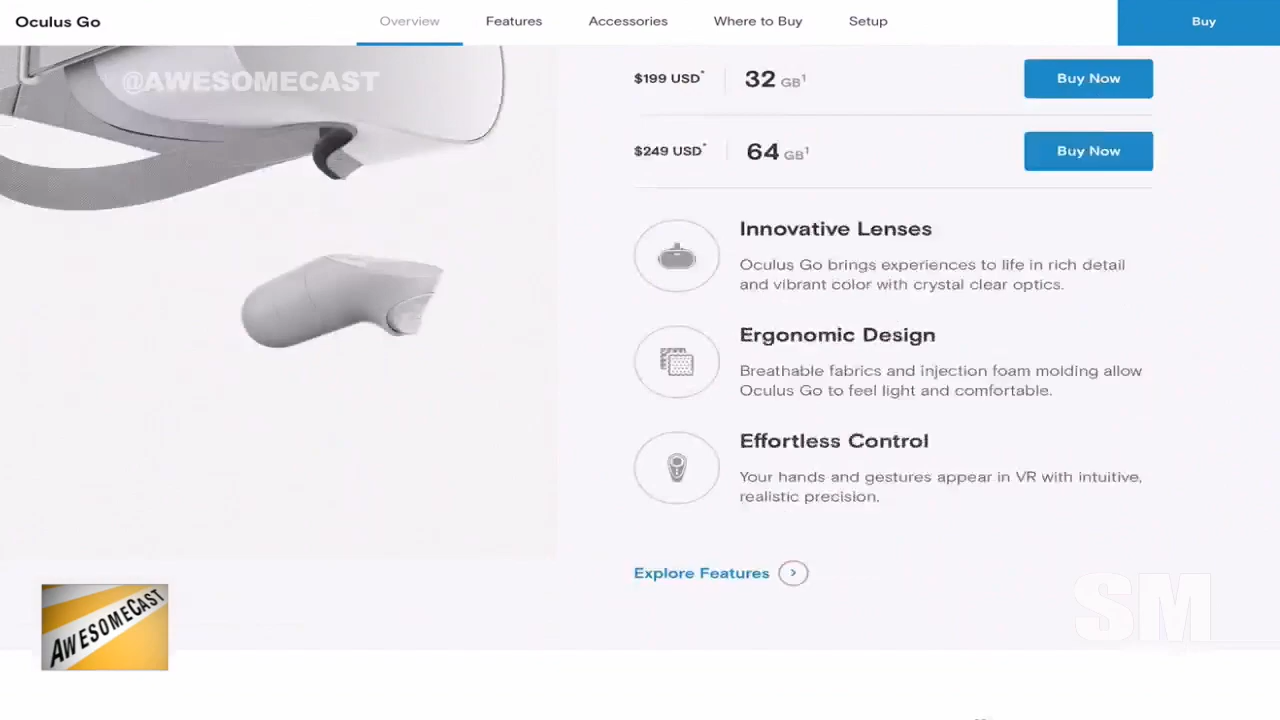 Oculus Go
Overview
Features
Accessories
Where to Buy
Setup
Buy
@AWESOMECAST
$199 USD*
32 GB¹
Buy Now
$249 USD*
64 GB¹
Buy Now
Innovative Lenses
Oculus Go brings experiences to life in rich detail
and vibrant color with crystal clear optics.
Ergonomic Design
Breathable fabrics and injection foam molding allow
Oculus Go to feel light and comfortable.
Effortless Control
Your hands and gestures appear in VR with intuitive,
realistic precision.
Explore Features
AWESOMECAST
SM